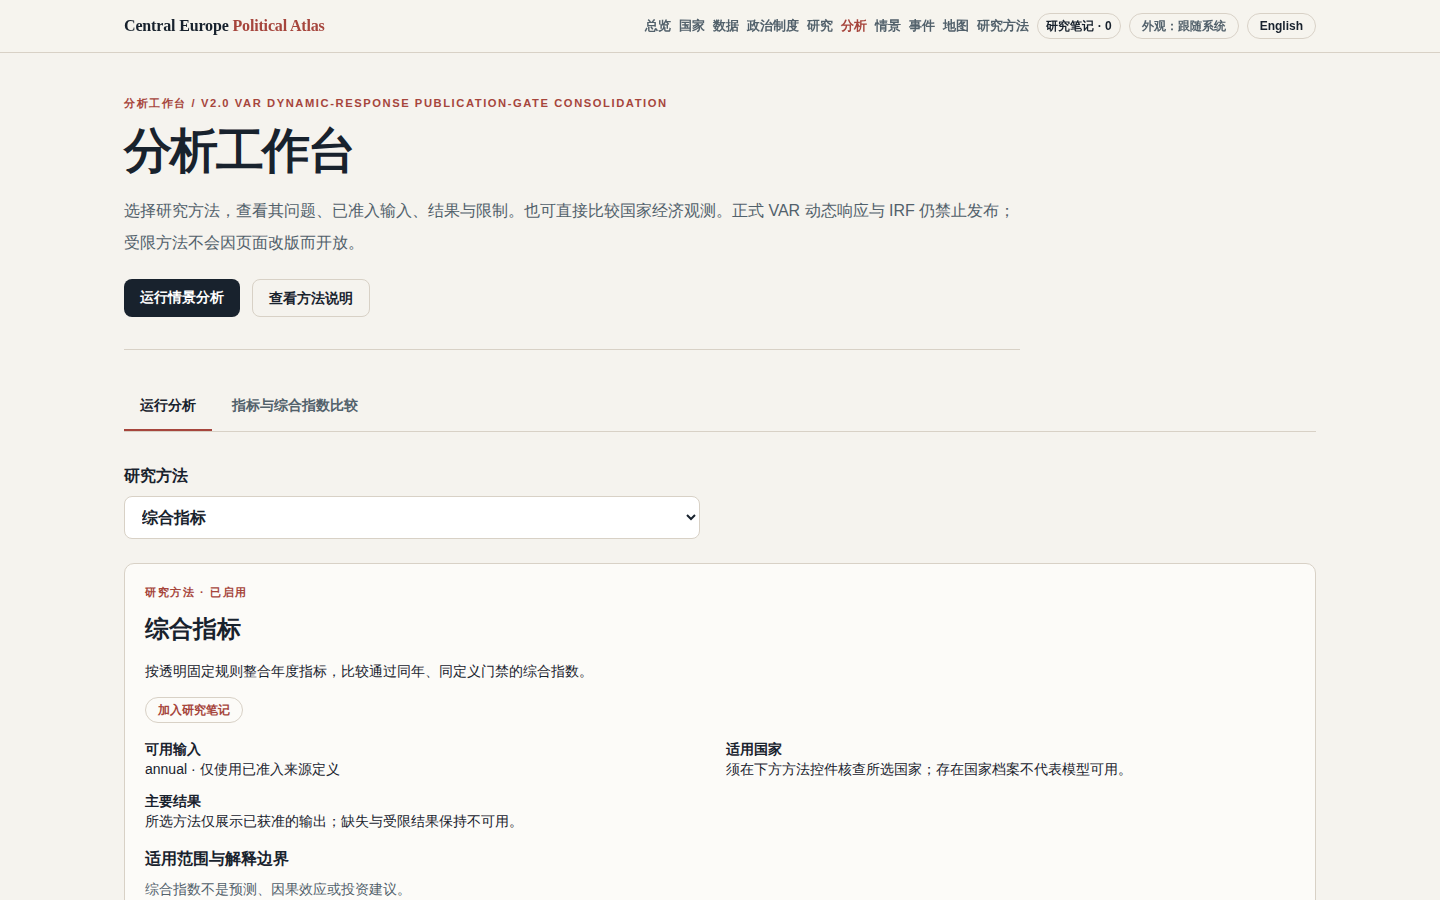 Central Europe Political Atlas
总览 国家 数据 政治制度 研究 分析 情景 事件 地图 研究方法 研究笔记 · 0 外观：跟随系统 English
分析工作台 / V2.0 VAR DYNAMIC-RESPONSE PUBLICATION-GATE CONSOLIDATION
分析工作台
选择研究方法，查看其问题、已准入输入、结果与限制。也可直接比较国家经济观测。正式 VAR 动态响应与 IRF 仍禁止发布；
受限方法不会因页面改版而开放。
运行情景分析 查看方法说明
运行分析 指标与综合指数比较
研究方法
综合指标
研究方法 · 已启用
综合指标
按透明固定规则整合年度指标，比较通过同年、同定义门禁的综合指数。
加入研究笔记
可用输入
annual · 仅使用已准入来源定义
适用国家
须在下方方法控件核查所选国家；存在国家档案不代表模型可用。
主要结果
所选方法仅展示已获准的输出；缺失与受限结果保持不可用。
适用范围与解释边界
综合指数不是预测、因果效应或投资建议。